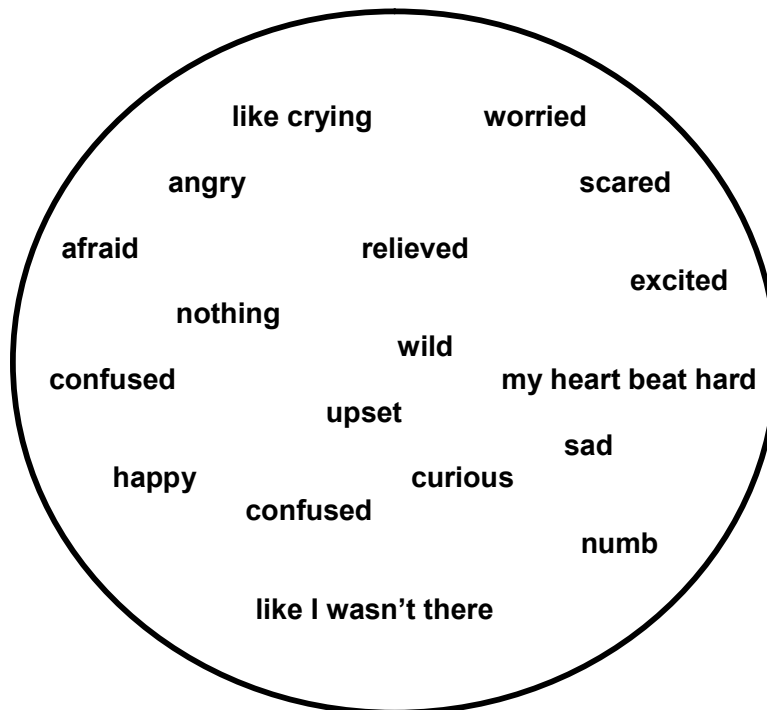 like crying
worried
angry
scared
afraid
relieved
excited
nothing
wild
confused
my heart beat hard
upset
sad
happy
curious
confused
numb
like I wasn’t there